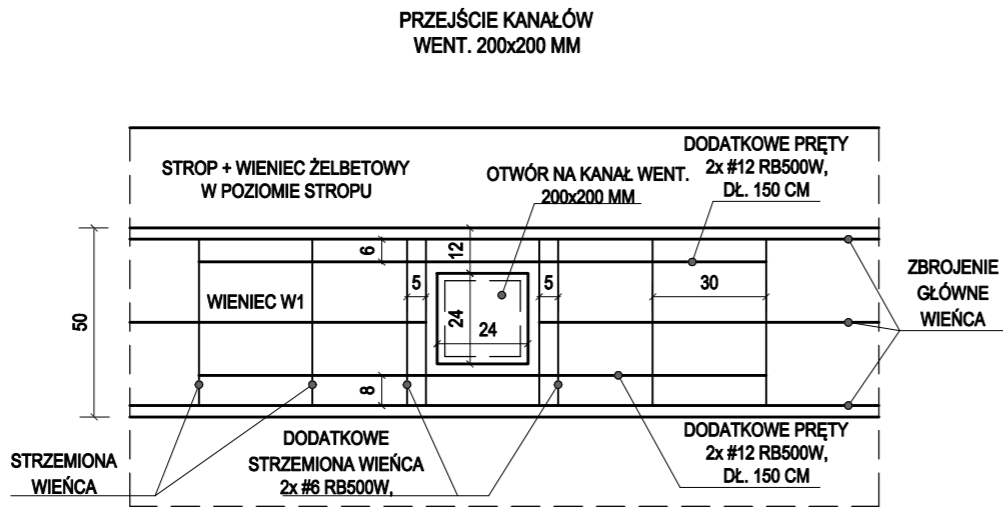 PRZEJŚCIE KANAŁÓW
WENT. 200x200 MM
STROP + WIENIEC ŻELBETOWY
W POZIOMIE STROPU
OTWÓR NA KANAŁ WENT.
200x200 MM
DODATKOWE PRĘTY
2x #12 RB500W,
DŁ. 150 CM
6
12
5
5
30
WIENIEC W1
50
24
24
8
ZBROJENIE
GŁÓWNE
WIEŃCA
STRZEMIONA
WIEŃCA
DODATKOWE
STRZEMIONA WIEŃCA
2x #6 RB500W,
DODATKOWE PRĘTY
2x #12 RB500W,
DŁ. 150 CM